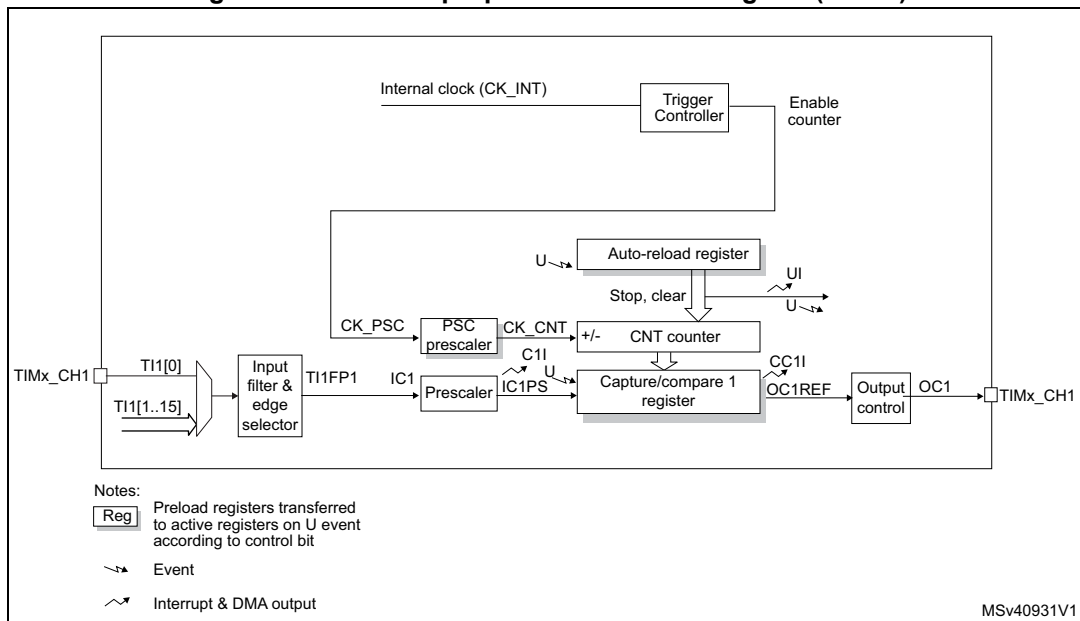 Internal clock (CK_INT)
Trigger
Controller
Enable
counter
U
Auto-reload register
Stop, clear
UI
U
CK_PSC
PSC
prescaler
CK_CNT
+/-
CNT counter
TIMx_CH1
TI1[0]
TI1[1..15]
Input
filter &
edge
selector
TI1FP1
IC1
Prescaler
C1I
IC1PS
U
Capture/compare 1
register
CC1I
OC1REF
Output
control
OC1
TIMx_CH1
Notes:
Reg
Preload registers transferred
to active registers on U event
according to control bit
Event
Interrupt & DMA output
MSv40931V1